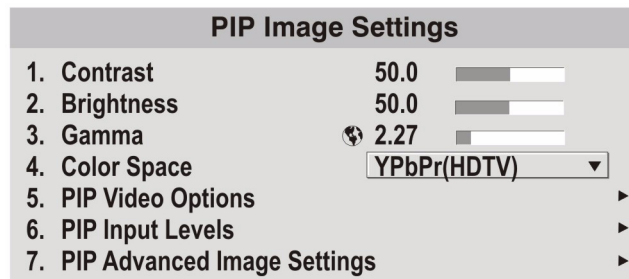 PIP Image Settings
1. Contrast 50.0
2. Brightness 50.0
3. Gamma 2.27
4. Color Space YPbPr(HDTV)
5. PIP Video Options
6. PIP Input Levels
7. PIP Advanced Image Settings